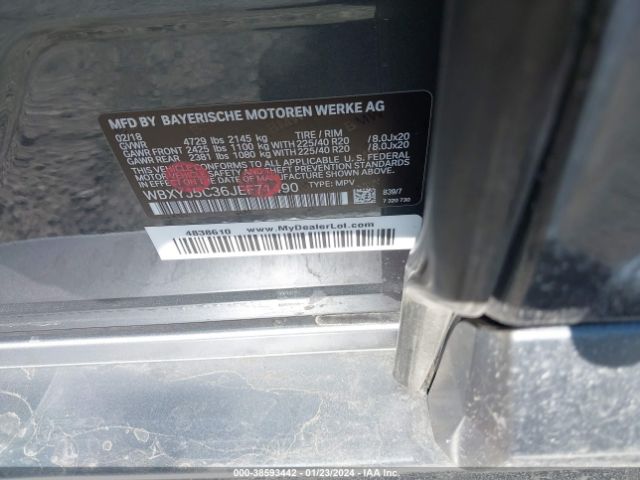 MFD BY BAYERISCHE MOTOREN WERKE AG
02/18
GVWR 4729 lbs 2145 kg TIRE / RIM
GAWR FRONT 2425 lbs 1100 kg WITH 225/40 R20 /8.0Jx20
GAWR REAR 2381 lbs 1080 kg WITH 225/40 R20 /8.0Jx20
THIS VEHICLE CONFORMS TO ALL APPLICABLE U.S. FEDERAL
MOTOR VEHICLE SAFETY AND THEFT PREVENTION STANDARDS
IN EFFECT ON THE DATE OF MANUFACTURE SHOWN ABOVE.
TYPE: MPV 839/7
7 320 730
4838610 www.MyDealerLot.com
000-38593442 - 01/23/2024 - IAA Inc.